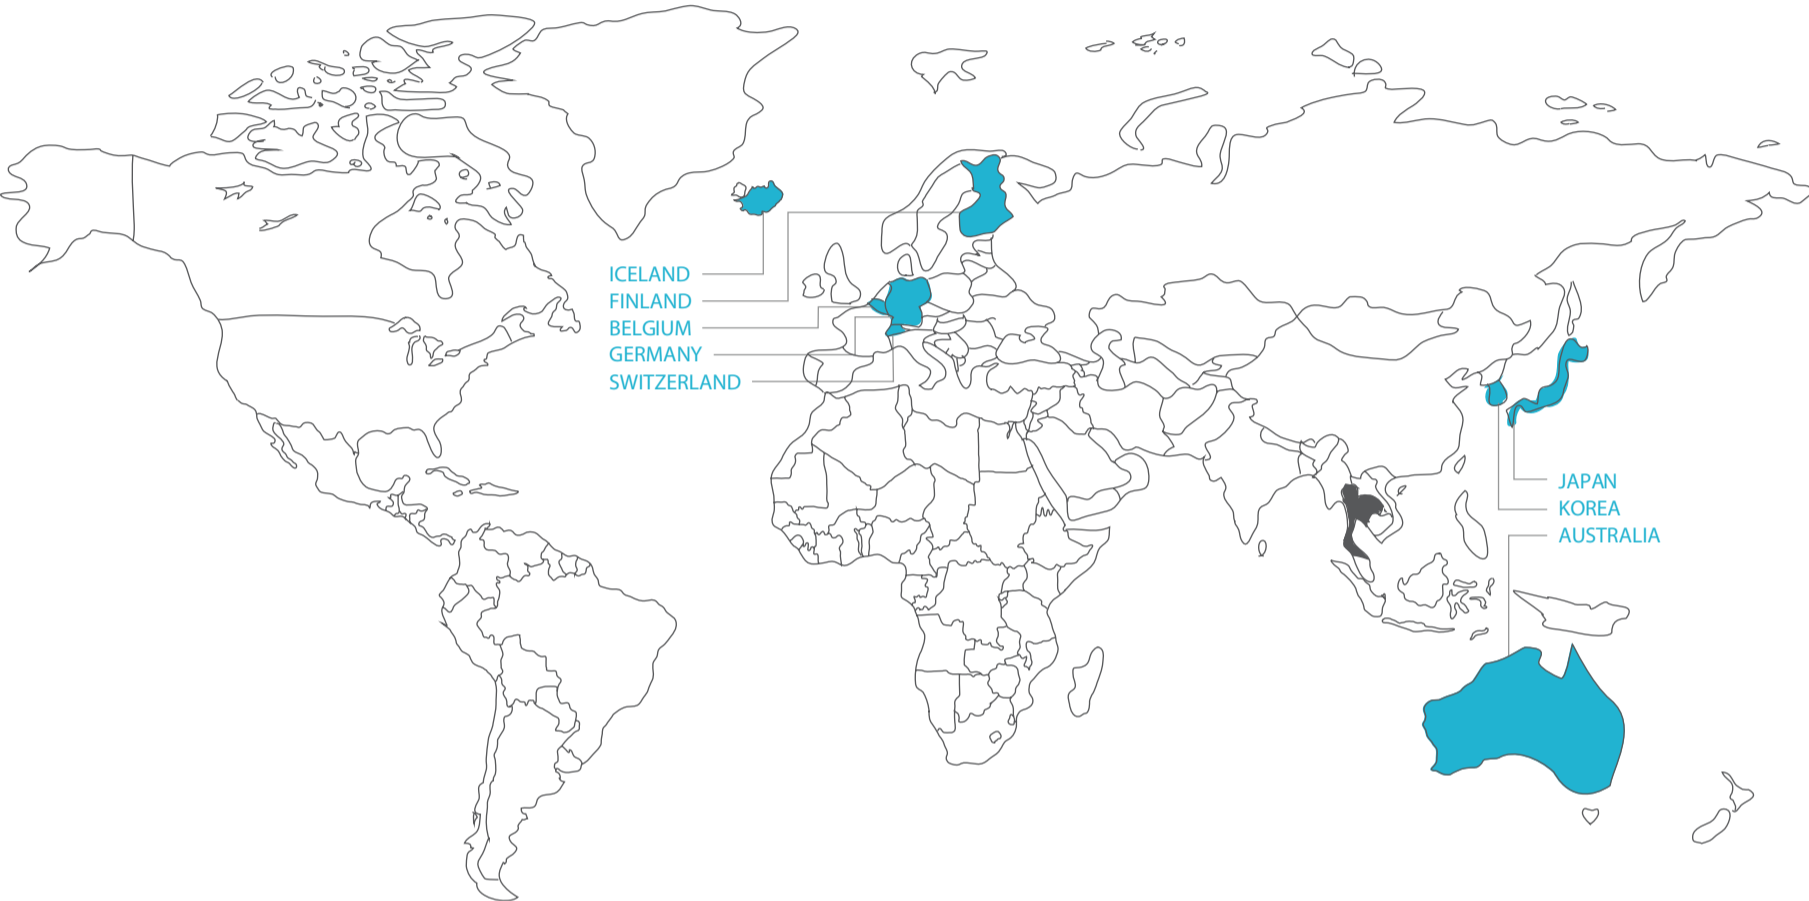 ICELAND
FINLAND
BELGIUM
GERMANY
SWITZERLAND
JAPAN
KOREA
AUSTRALIA